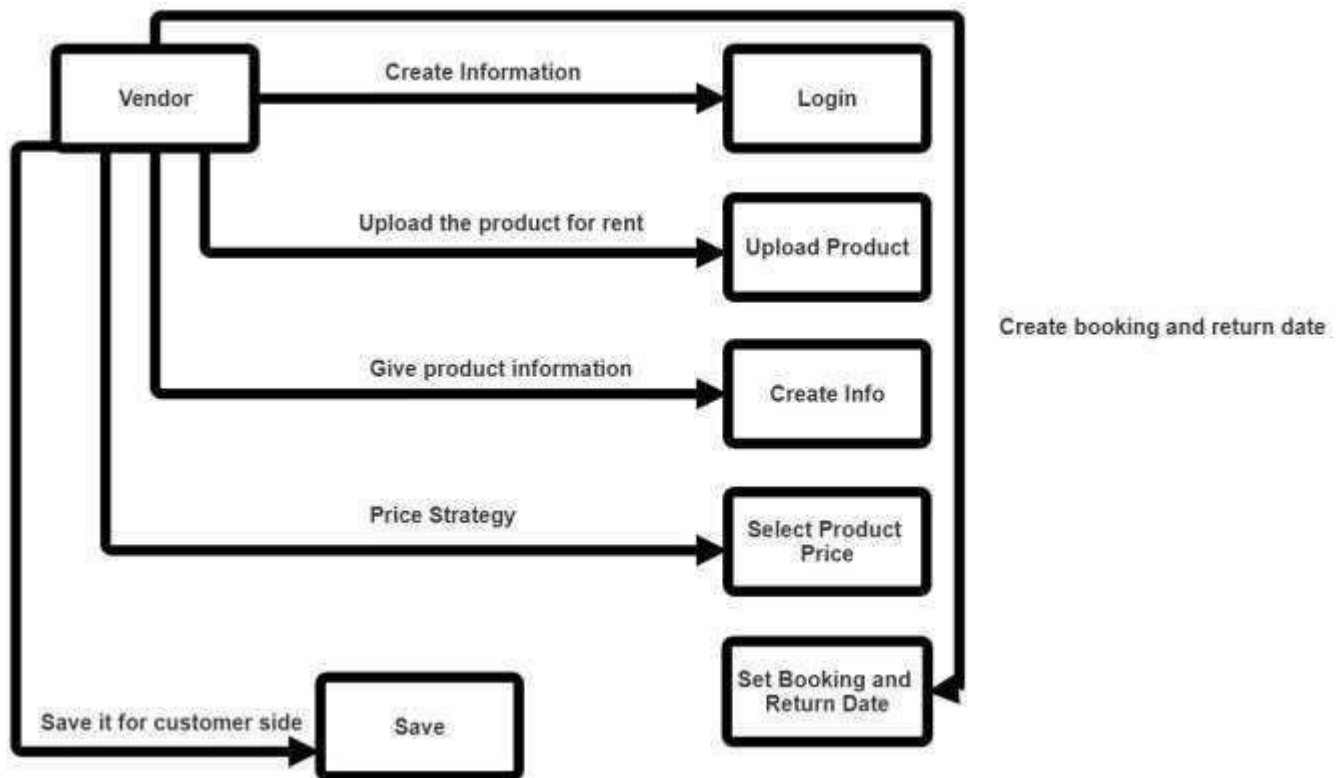 Vendor
Create Information
Login
Upload the product for rent
Upload Product
Create booking and return date
Give product information
Create Info
Price Strategy
Select Product
Price
Set Booking and
Return Date
Save it for customer side
Save